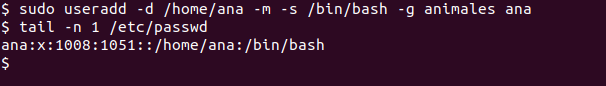 $ sudo useradd -d /home/ana -m -s /bin/bash -g animales ana
$ tail -n 1 /etc/passwd
ana:x:1008:1051::/home/ana:/bin/bash
$